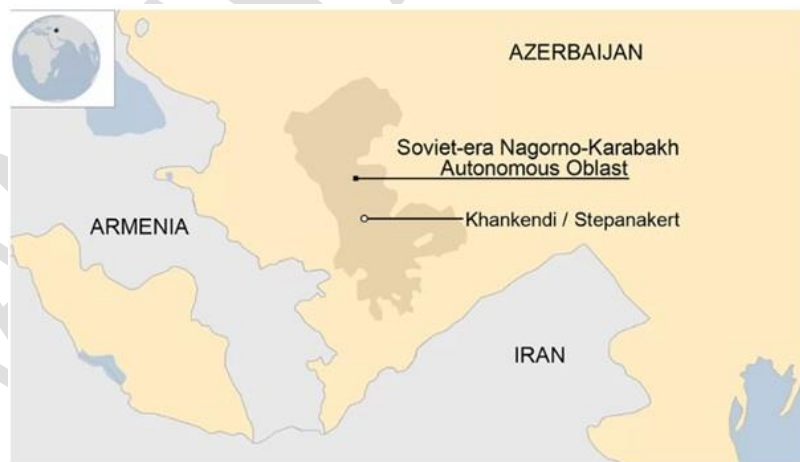 AZERBAIJAN
Soviet-era Nagorno-Karabakh
Autonomous Oblast
Khankendi / Stepanakert
ARMENIA
IRAN